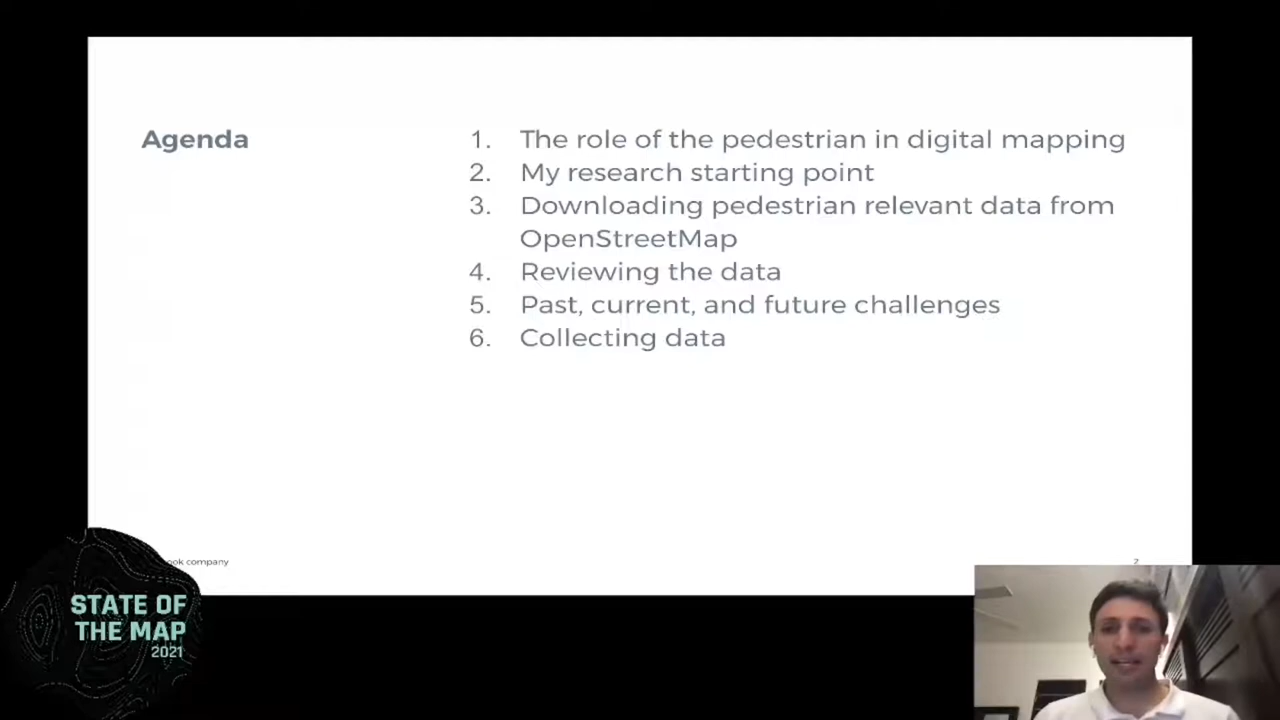 Agenda
1. The role of the pedestrian in digital mapping
2. My research starting point
3. Downloading pedestrian relevant data from
OpenStreetMap
4. Reviewing the data
5. Past, current, and future challenges
6. Collecting data
company
2
STATE OF
THE MAP
2021